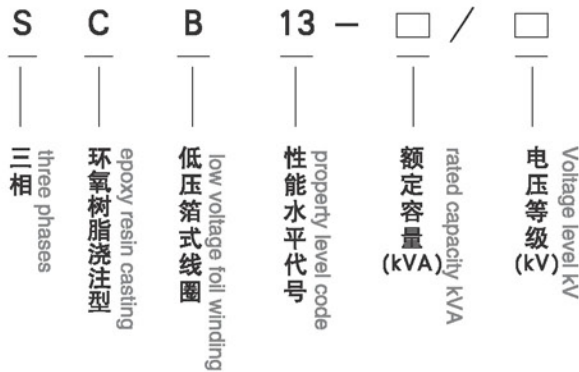 S C B 13 - □ / □
三相
three phases
环氧树脂浇注型
epoxy resin casting
低压箔式线圈
low voltage foil winding
性能水平代号
property level code
额定容量(kVA)
rated capacity kVA
电压等级(kV)
Voltage level kV